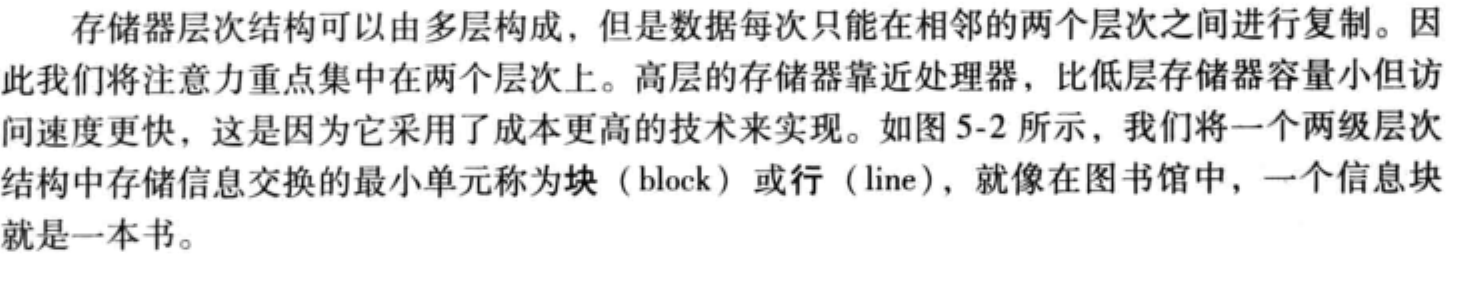 存储器层次结构可以由多层构成，但是数据每次只能在相邻的两个层次之间进行复制。因
此我们将注意力重点集中在两个层次上。高层的存储器靠近处理器，比低层存储器容量小但访
问速度更快，这是因为它采用了成本更高的技术来实现。如图 5-2 所示，我们将一个两级层次
结构中存储信息交换的最小单元称为块（block）或行（line），就像在图书馆中，一个信息块
就是一本书。